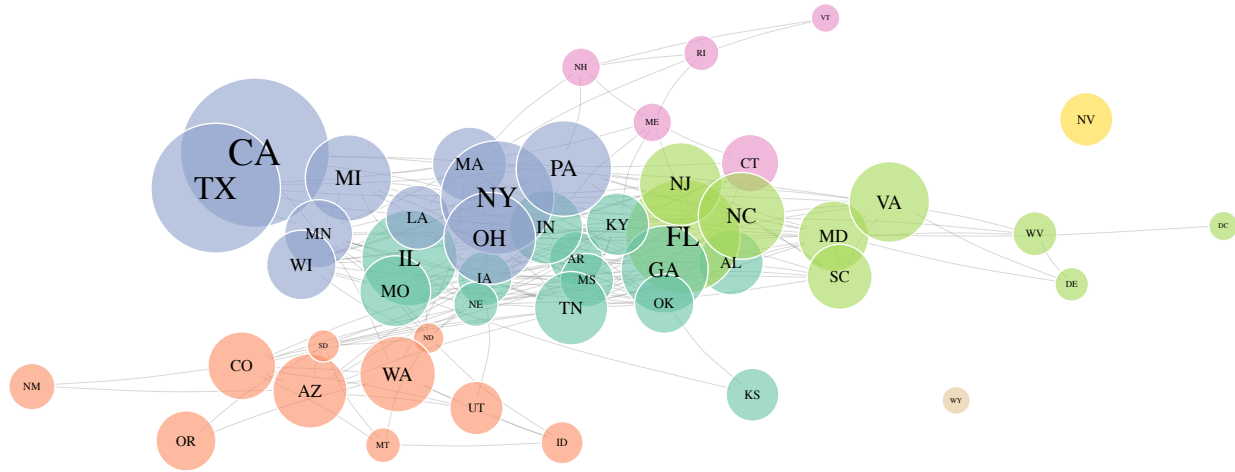 VT
RI
NH
NV
ME
CA
MA
PA
CT
MI
NJ
TX
NY
VA
LA
NC
IN
KY
DC
MN
OH
FL
MD
WV
IL
AR
AL
WI
GA
SC
IA
MS
DE
MO
NE
TN
OK
SD
ND
CO
WA
NM
AZ
KS
WY
UT
OR
MT
ID